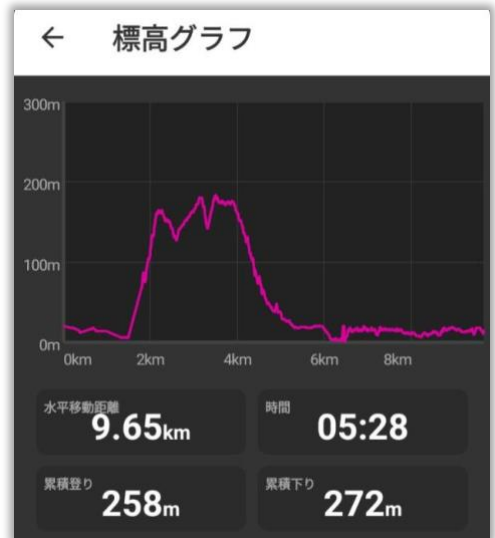 ← 標高グラフ
300m
200m
100m
0m
0km 2km 4km 6km 8km
水平移動距離 時間
9.65km 05:28
累積登り 累積下り
258m 272m